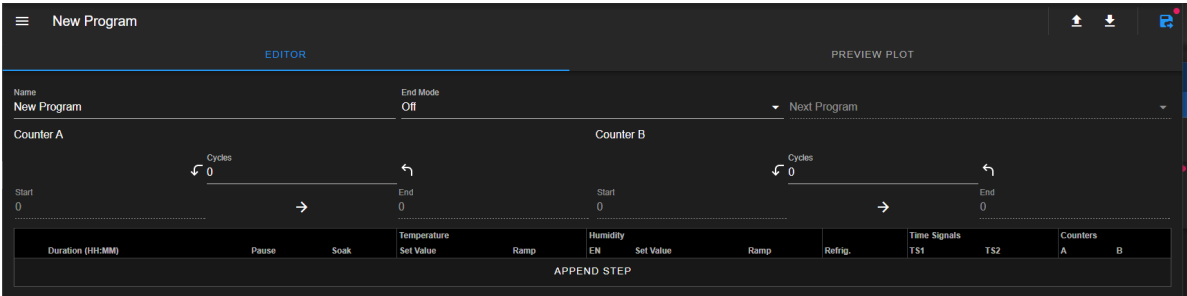 New Program
EDITOR PREVIEW PLOT
Name End Mode
New Program Off Next Program
Counter A Counter B
Cycles Cycles
0 0
Start End Start End
0 0 0 0
Temperature Humidity Time Signals Counters
Duration (HH:MM) Pause Soak Set Value Ramp EN Set Value Ramp Refrig. TS1 TS2 A B
APPEND STEP